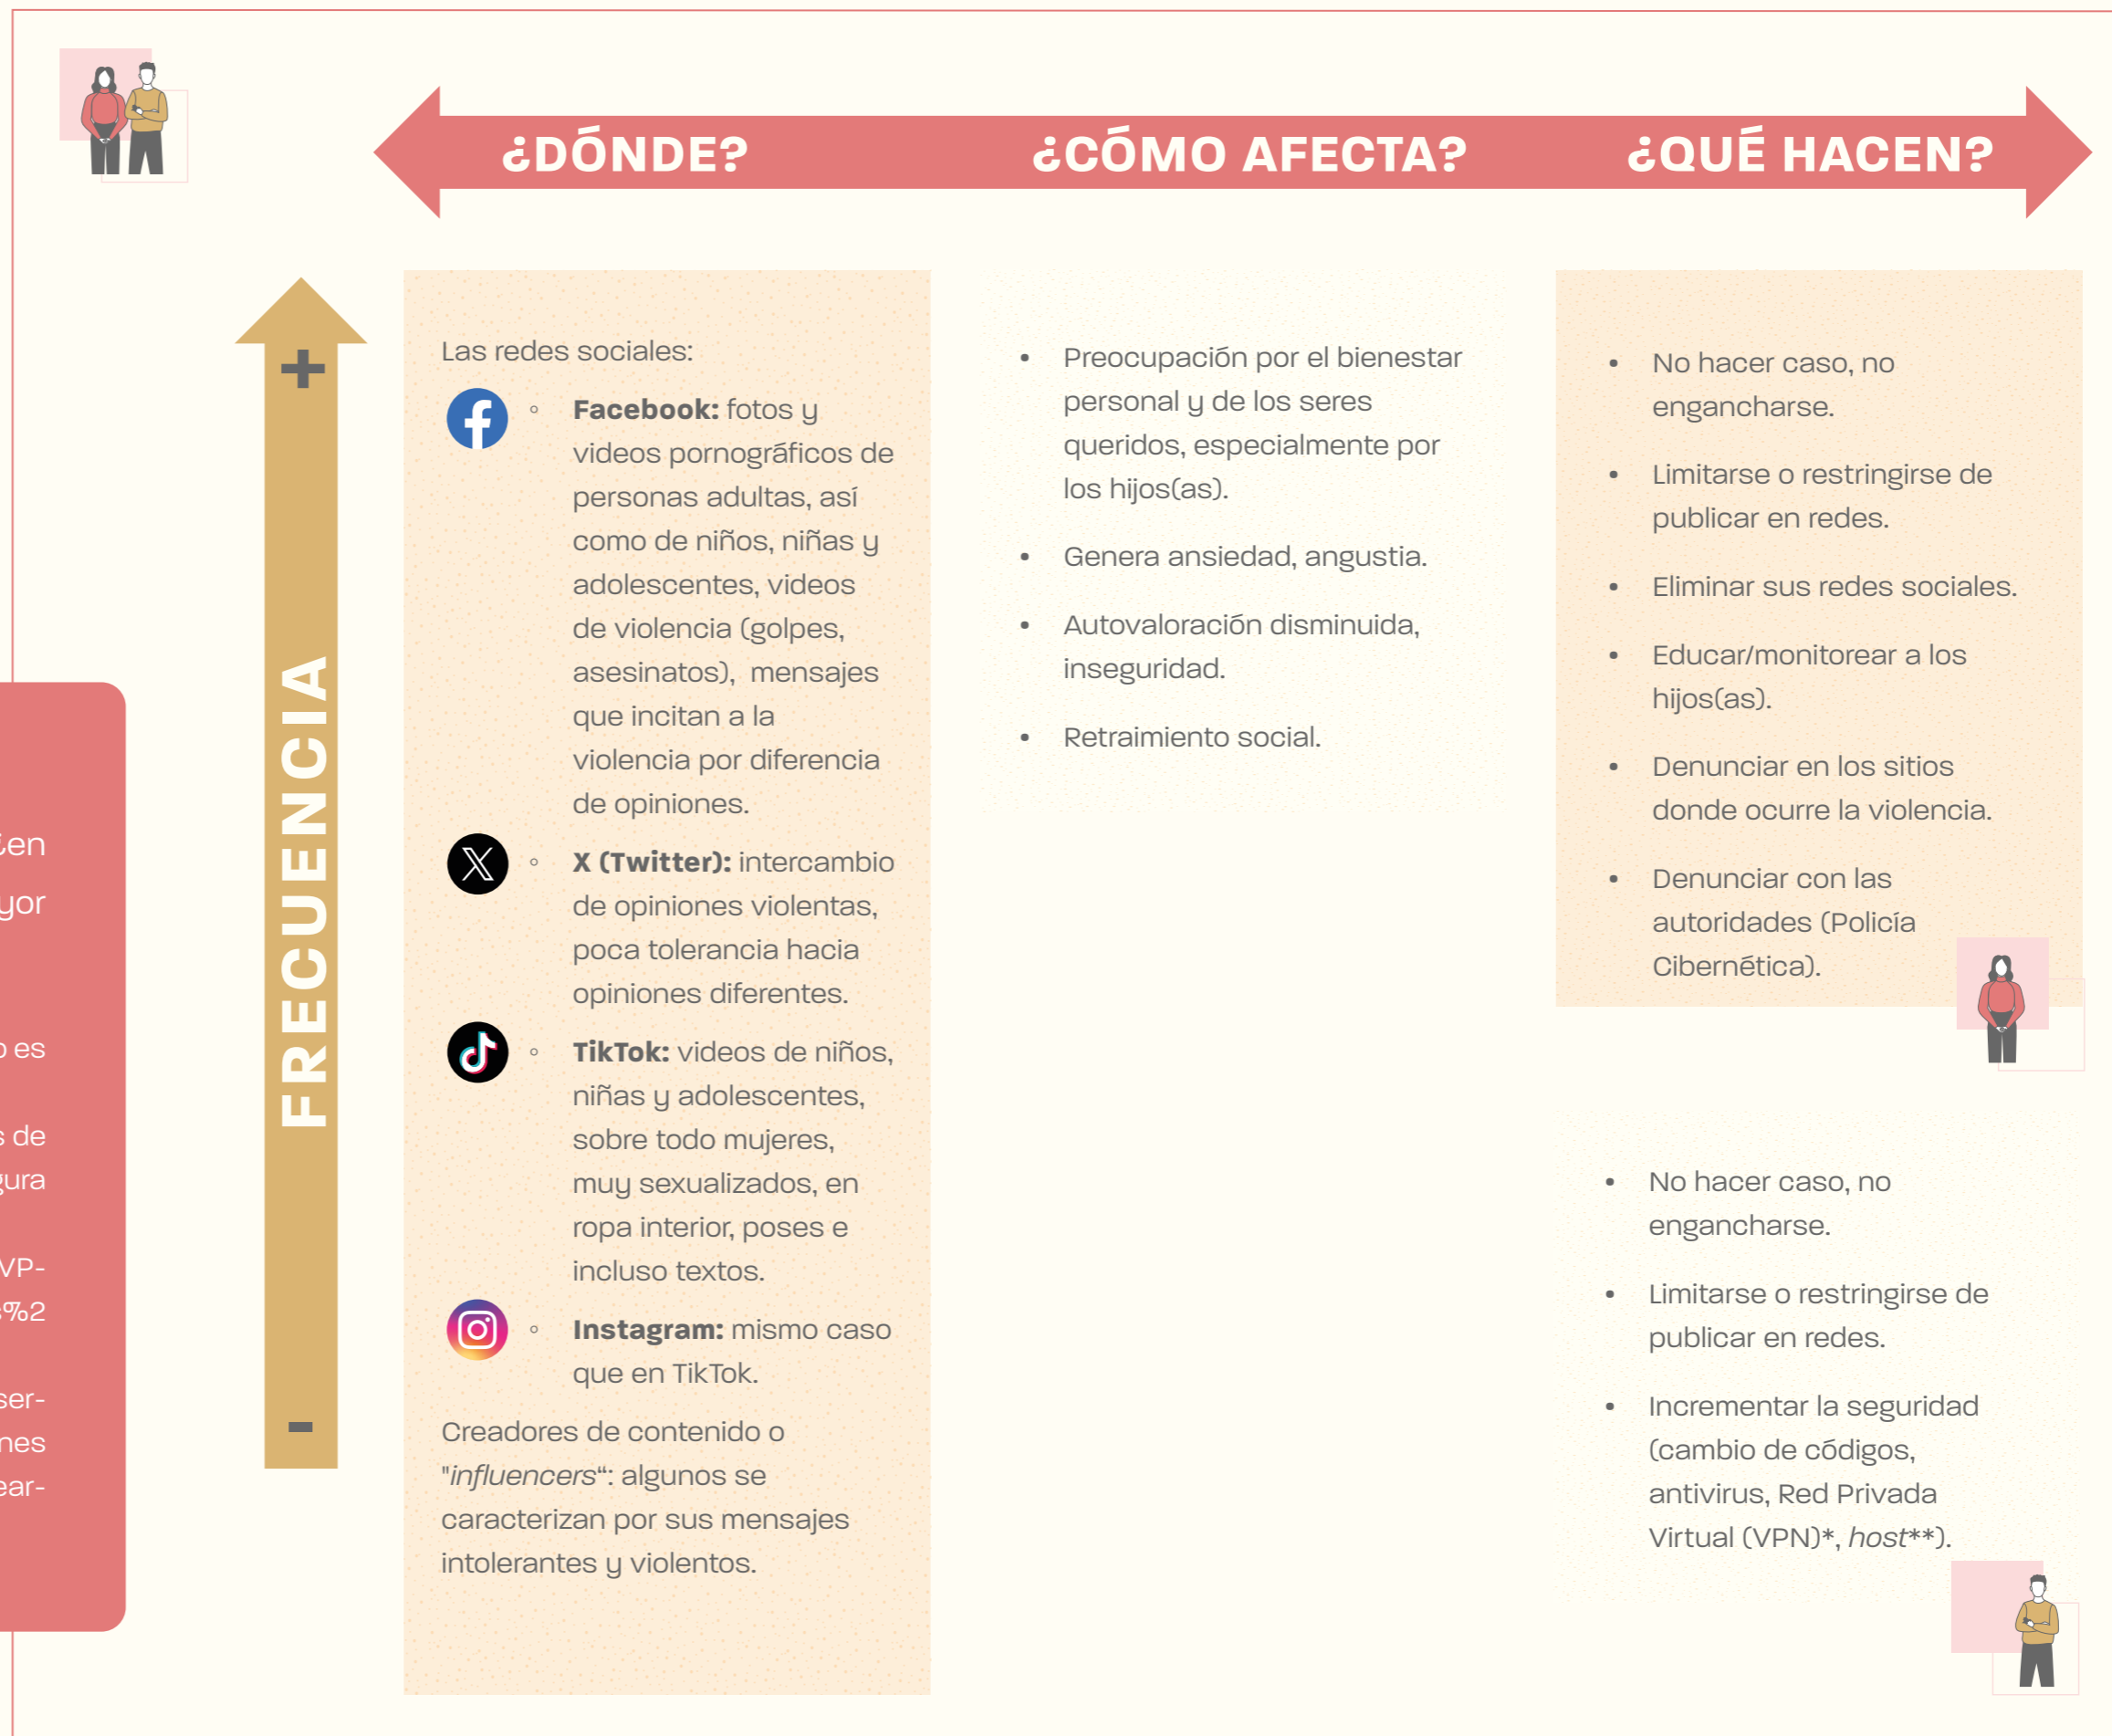 ¿DÓNDE?
¿CÓMO AFECTA?
¿QUÉ HACEN?
+
FRECUENCIA
-
Las redes sociales:
◦ Facebook: fotos y
videos pornográficos de
personas adultas, así
como de niños, niñas y
adolescentes, videos
de violencia (golpes,
asesinatos), mensajes
que incitan a la
violencia por diferencia
de opiniones.
◦ X (Twitter): intercambio
de opiniones violentas,
poca tolerancia hacia
opiniones diferentes.
◦ TikTok: videos de niños,
niñas y adolescentes,
sobre todo mujeres,
muy sexualizados, en
ropa interior, poses e
incluso textos.
◦ Instagram: mismo caso
que en TikTok.
Creadores de contenido o
"influencers“: algunos se
caracterizan por sus mensajes
intolerantes y violentos.
• Preocupación por el bienestar
personal y de los seres
queridos, especialmente por
los hijos(as).
• Genera ansiedad, angustia.
• Autovaloración disminuida,
inseguridad.
• Retraimiento social.
• No hacer caso, no
engancharse.
• Limitarse o restringirse de
publicar en redes.
• Eliminar sus redes sociales.
• Educar/monitorear a los
hijos(as).
• Denunciar en los sitios
donde ocurre la violencia.
• Denunciar con las
autoridades (Policía
Cibernética).
• No hacer caso, no
engancharse.
• Limitarse o restringirse de
publicar en redes.
• Incrementar la seguridad
(cambio de códigos,
antivirus, Red Privada
Virtual (VPN)*, host**).
es
de